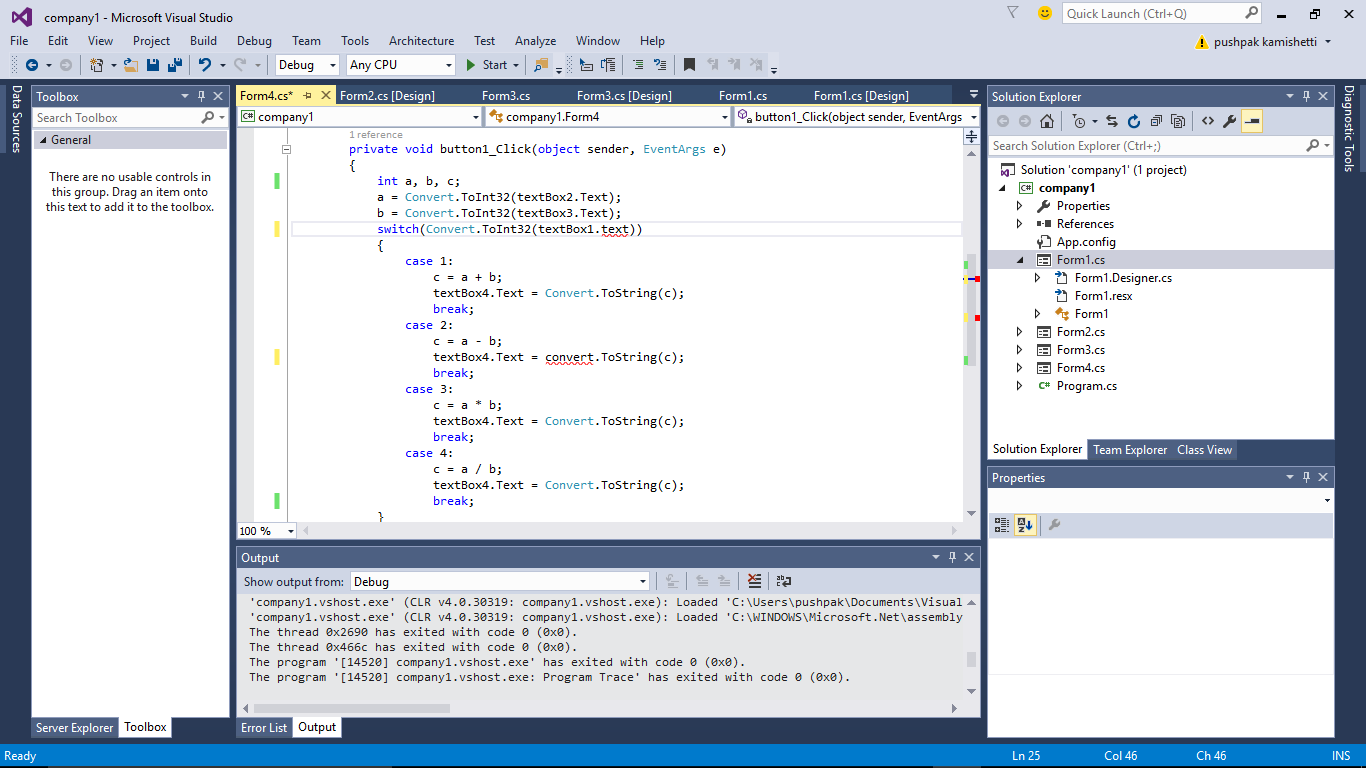 company1 - Microsoft Visual Studio
Quick Launch (Ctrl+Q)
File Edit View Project Build Debug Team Tools Architecture Test Analyze Window Help
pushpak kamishetti
Debug Any CPU Start
Data Sources
Toolbox
Search Toolbox
General
There are no usable controls in
this group. Drag an item onto
this text to add it to the toolbox.
Server Explorer Toolbox
Form4.cs* Form2.cs [Design] Form3.cs Form3.cs [Design] Form1.cs Form1.cs [Design]
company1 company1.Form4 button1_Click(object sender, EventArgs
1 reference
private void button1_Click(object sender, EventArgs e)
{
int a, b, c;
a = Convert.ToInt32(textBox2.Text);
b = Convert.ToInt32(textBox3.Text);
switch(Convert.ToInt32(textBox1.text))
{
case 1:
c = a + b;
textBox4.Text = Convert.ToString(c);
break;
case 2:
c = a - b;
textBox4.Text = convert.ToString(c);
break;
case 3:
c = a * b;
textBox4.Text = Convert.ToString(c);
break;
case 4:
c = a / b;
textBox4.Text = Convert.ToString(c);
break;
}
100 %
Output
Show output from: Debug
'company1.vshost.exe' (CLR v4.0.30319: company1.vshost.exe): Loaded 'C:\Users\pushpak\Documents\Visual
'company1.vshost.exe' (CLR v4.0.30319: company1.vshost.exe): Loaded 'C:\WINDOWS\Microsoft.Net\assembly
The thread 0x2690 has exited with code 0 (0x0).
The thread 0x466c has exited with code 0 (0x0).
The program '[14520] company1.vshost.exe' has exited with code 0 (0x0).
The program '[14520] company1.vshost.exe: Program Trace' has exited with code 0 (0x0).
Error List Output
Solution Explorer
Search Solution Explorer (Ctrl+;)
Solution 'company1' (1 project)
company1
Properties
References
App.config
Form1.cs
Form1.Designer.cs
Form1.resx
Form1
Form2.cs
Form3.cs
Form4.cs
Program.cs
Solution Explorer Team Explorer Class View
Properties
Diagnostic Tools
Ready Ln 25 Col 46 Ch 46 INS